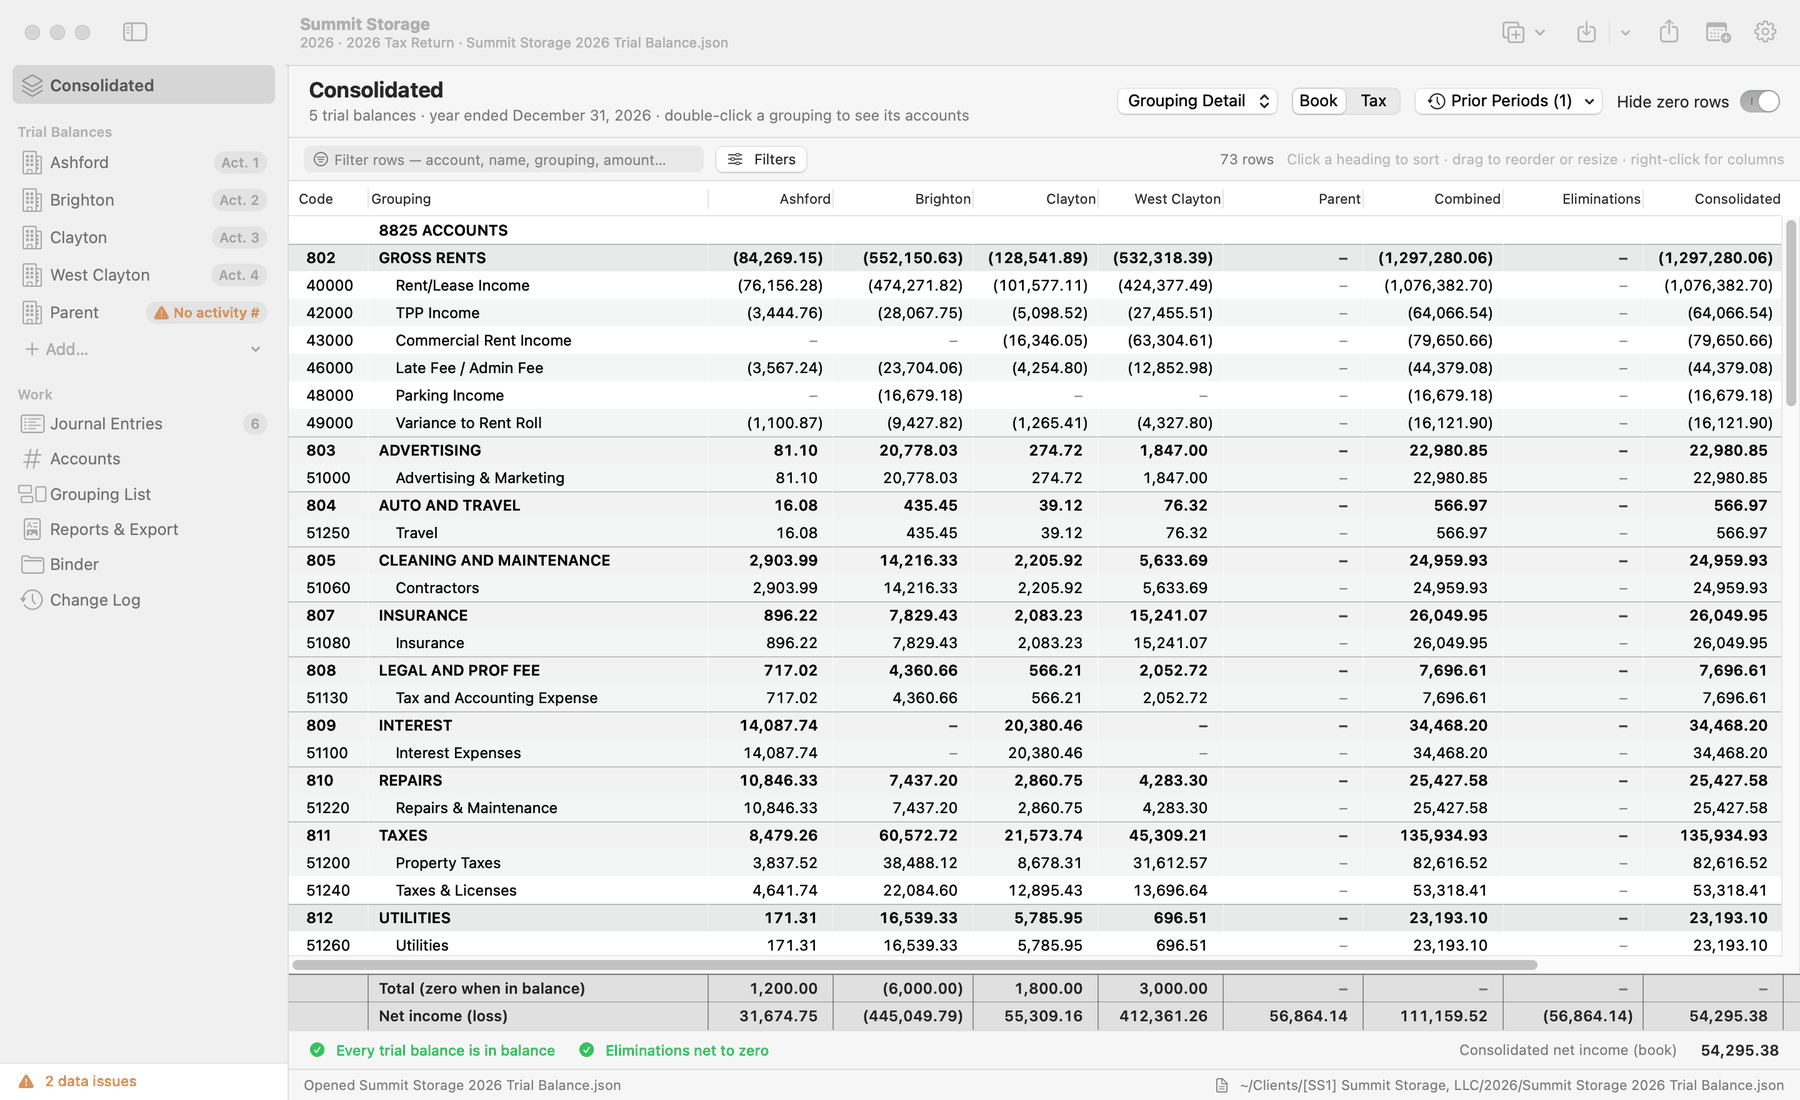 Summit Storage
2026 · 2026 Tax Return · Summit Storage 2026 Trial Balance.json
Consolidated
Trial Balances
Ashford Act. 1
Brighton Act. 2
Clayton Act. 3
West Clayton Act. 4
Parent No activity #
Add...
Work
Journal Entries 6
Accounts
Grouping List
Reports & Export
Binder
Change Log
2 data issues
Consolidated
5 trial balances · year ended December 31, 2026 · double-click a grouping to see its accounts
Grouping Detail Book Tax Prior Periods (1) Hide zero rows
Filter rows — account, name, grouping, amount... Filters 73 rows Click a heading to sort · drag to reorder or resize · right-click for columns
Code Grouping Ashford Brighton Clayton West Clayton Parent Combined Eliminations Consolidated
8825 ACCOUNTS
802 GROSS RENTS (84,269.15) (552,150.63) (128,541.89) (532,318.39) – (1,297,280.06) – (1,297,280.06)
40000 Rent/Lease Income (76,156.28) (474,271.82) (101,577.11) (424,377.49) – (1,076,382.70) – (1,076,382.70)
42000 TPP Income (3,444.76) (28,067.75) (5,098.52) (27,455.51) – (64,066.54) – (64,066.54)
43000 Commercial Rent Income – – (16,346.05) (63,304.61) – (79,650.66) – (79,650.66)
46000 Late Fee / Admin Fee (3,567.24) (23,704.06) (4,254.80) (12,852.98) – (44,379.08) – (44,379.08)
48000 Parking Income – (16,679.18) – – – (16,679.18) – (16,679.18)
49000 Variance to Rent Roll (1,100.87) (9,427.82) (1,265.41) (4,327.80) – (16,121.90) – (16,121.90)
803 ADVERTISING 81.10 20,778.03 274.72 1,847.00 – 22,980.85 – 22,980.85
51000 Advertising & Marketing 81.10 20,778.03 274.72 1,847.00 – 22,980.85 – 22,980.85
804 AUTO AND TRAVEL 16.08 435.45 39.12 76.32 – 566.97 – 566.97
51250 Travel 16.08 435.45 39.12 76.32 – 566.97 – 566.97
805 CLEANING AND MAINTENANCE 2,903.99 14,216.33 2,205.92 5,633.69 – 24,959.93 – 24,959.93
51060 Contractors 2,903.99 14,216.33 2,205.92 5,633.69 – 24,959.93 – 24,959.93
807 INSURANCE 896.22 7,829.43 2,083.23 15,241.07 – 26,049.95 – 26,049.95
51080 Insurance 896.22 7,829.43 2,083.23 15,241.07 – 26,049.95 – 26,049.95
808 LEGAL AND PROF FEE 717.02 4,360.66 566.21 2,052.72 – 7,696.61 – 7,696.61
51130 Tax and Accounting Expense 717.02 4,360.66 566.21 2,052.72 – 7,696.61 – 7,696.61
809 INTEREST 14,087.74 – 20,380.46 – – 34,468.20 – 34,468.20
51100 Interest Expenses 14,087.74 – 20,380.46 – – 34,468.20 – 34,468.20
810 REPAIRS 10,846.33 7,437.20 2,860.75 4,283.30 – 25,427.58 – 25,427.58
51220 Repairs & Maintenance 10,846.33 7,437.20 2,860.75 4,283.30 – 25,427.58 – 25,427.58
811 TAXES 8,479.26 60,572.72 21,573.74 45,309.21 – 135,934.93 – 135,934.93
51200 Property Taxes 3,837.52 38,488.12 8,678.31 31,612.57 – 82,616.52 – 82,616.52
51240 Taxes & Licenses 4,641.74 22,084.60 12,895.43 13,696.64 – 53,318.41 – 53,318.41
812 UTILITIES 171.31 16,539.33 5,785.95 696.51 – 23,193.10 – 23,193.10
51260 Utilities 171.31 16,539.33 5,785.95 696.51 – 23,193.10 – 23,193.10
Total (zero when in balance) 1,200.00 (6,000.00) 1,800.00 3,000.00 – – – –
Net income (loss) 31,674.75 (445,049.79) 55,309.16 412,361.26 56,864.14 111,159.52 (56,864.14) 54,295.38
Every trial balance is in balance Eliminations net to zero Consolidated net income (book) 54,295.38
Opened Summit Storage 2026 Trial Balance.json ~/Clients/[SS1] Summit Storage, LLC/2026/Summit Storage 2026 Trial Balance.json